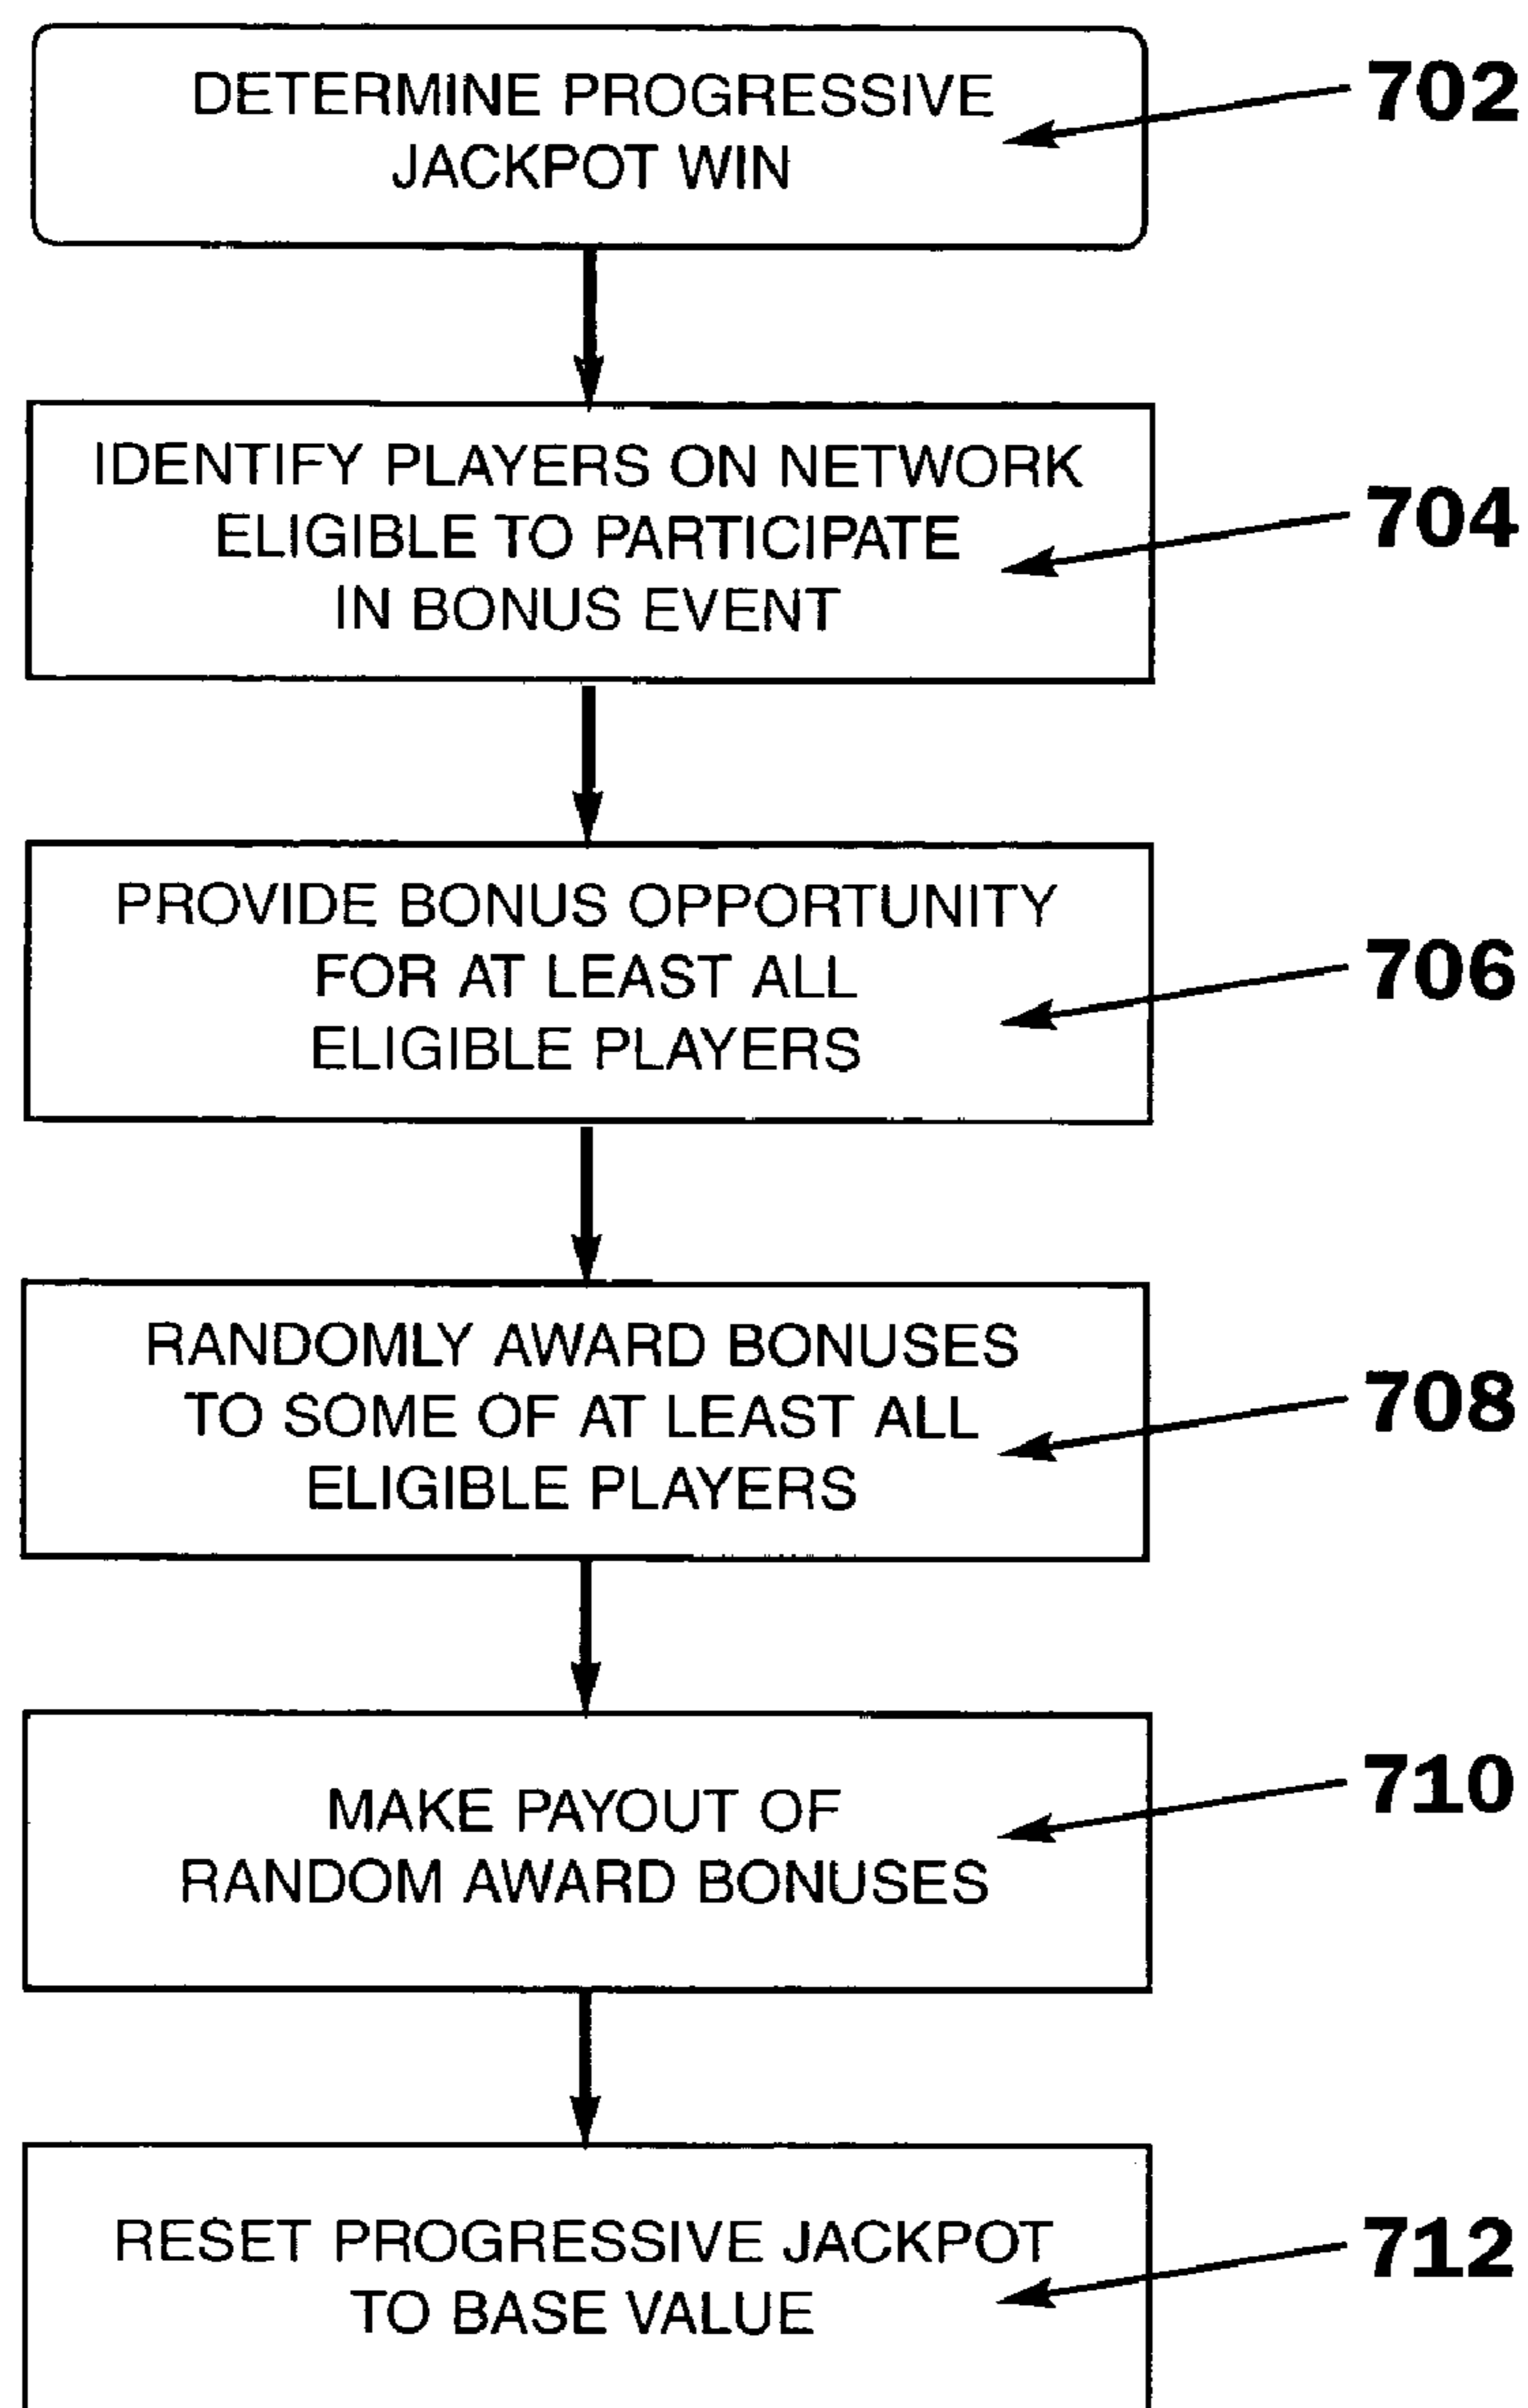 DETERMINE PROGRESSIVE
JACKPOT WIN
702
IDENTIFY PLAYERS ON NETWORK
ELIGIBLE TO PARTICIPATE
IN BONUS EVENT
704
PROVIDE BONUS OPPORTUNITY
FOR AT LEAST ALL
ELIGIBLE PLAYERS
706
RANDOMLY AWARD BONUSES
TO SOME OF AT LEAST ALL
ELIGIBLE PLAYERS
708
MAKE PAYOUT OF
RANDOM AWARD BONUSES
710
RESET PROGRESSIVE JACKPOT
TO BASE VALUE
712